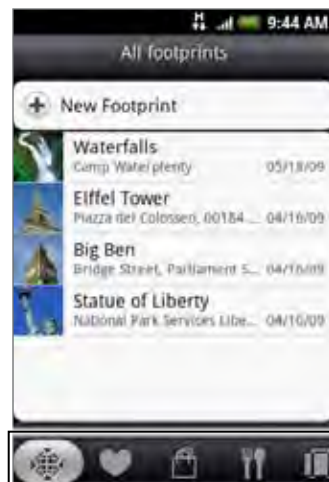 H 9:44 AM
All footprints
New Footprint
Waterfalls
Camp Waterplenty 05/18/09
Eiffel Tower
Piazza del Colosseo, 00184 ... 04/16/09
Big Ben
Bridge Street, Parliament S... 04/16/09
Statue of Liberty
National Park Services Libe... 04/10/09